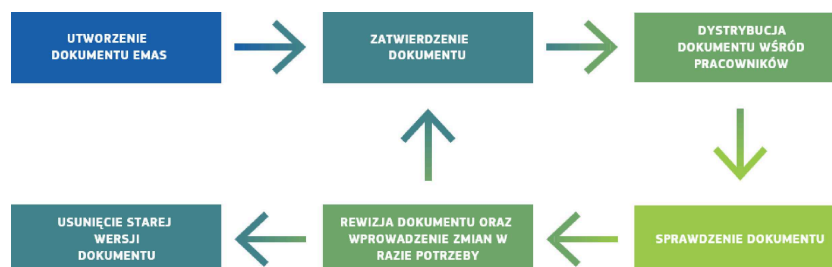 UTWORZENIE
DOKUMENTU EMAS
ZATWIERDZENIE
DOKUMENTU
DYSTRYBUCJA
DOKUMENTU WŚRÓD
PRACOWNIKÓW
USUNIĘCIE STAREJ
WERSJI
DOKUMENTU
REWIZJA DOKUMENTU ORAZ
WPROWADZENIE ZMIAN W
RAZIE POTRZEBY
SPRAWDZENIE DOKUMENTU